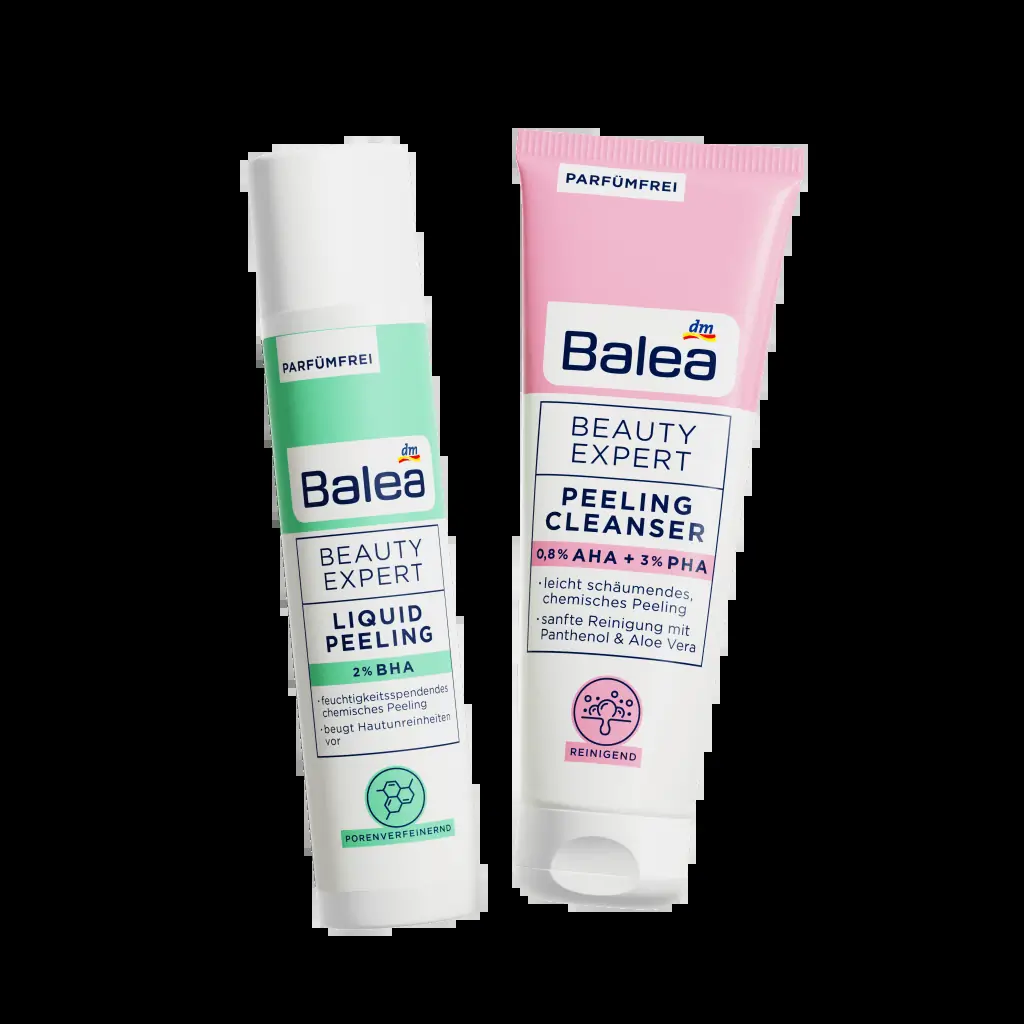 PARFÜMFREI
dm
Balea
BEAUTY
EXPERT
LIQUID
PEELING
2% BHA
· feuchtigkeitsspendendes
chemisches Peeling
· beugt Hautunreinheiten
vor
PORENVERFEINERND
PARFÜMFREI
dm
Balea
BEAUTY
EXPERT
PEELING
CLEANSER
0,8% AHA + 3% PHA
· leicht schäumendes,
chemisches Peeling
· sanfte Reinigung mit
Panthenol & Aloe Vera
REINIGEND